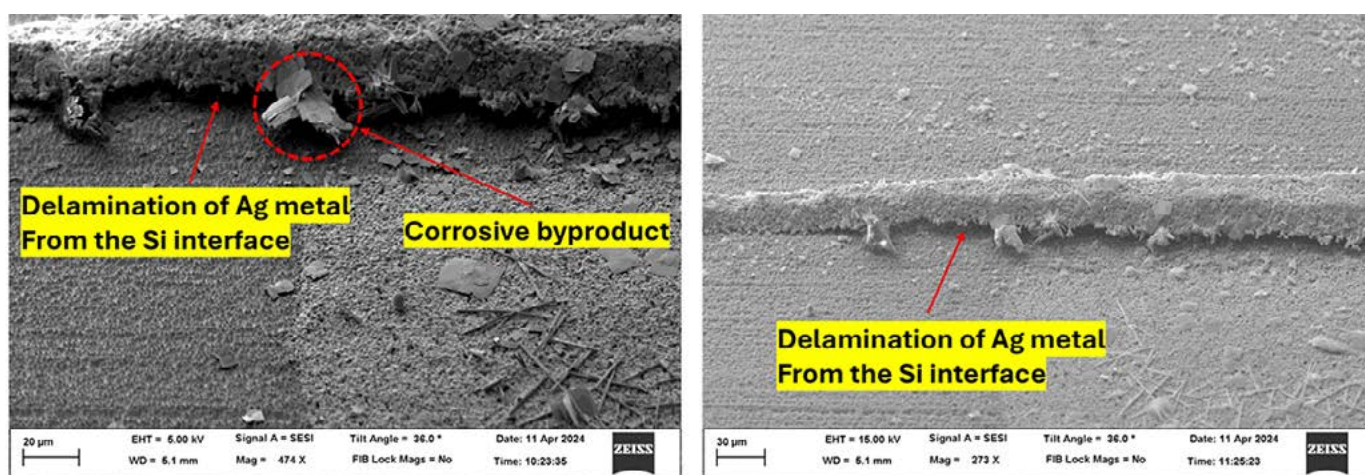 Delamination of Ag metal
From the Si interface
Corrosive byproduct
20 µm
EHT = 5.00 kV
Signal A = SESI
Tilt Angle = 36.0 °
Date: 11 Apr 2024
WD = 5.1 mm
Mag = 474 X
FIB Lock Mags = No
Time: 10:23:35
ZEISS
Delamination of Ag metal
From the Si interface
30 µm
EHT = 15.00 kV
Signal A = SESI
Tilt Angle = 36.0 °
Date: 11 Apr 2024
WD = 5.1 mm
Mag = 273 X
FIB Lock Mags = No
Time: 11:25:23
ZEISS